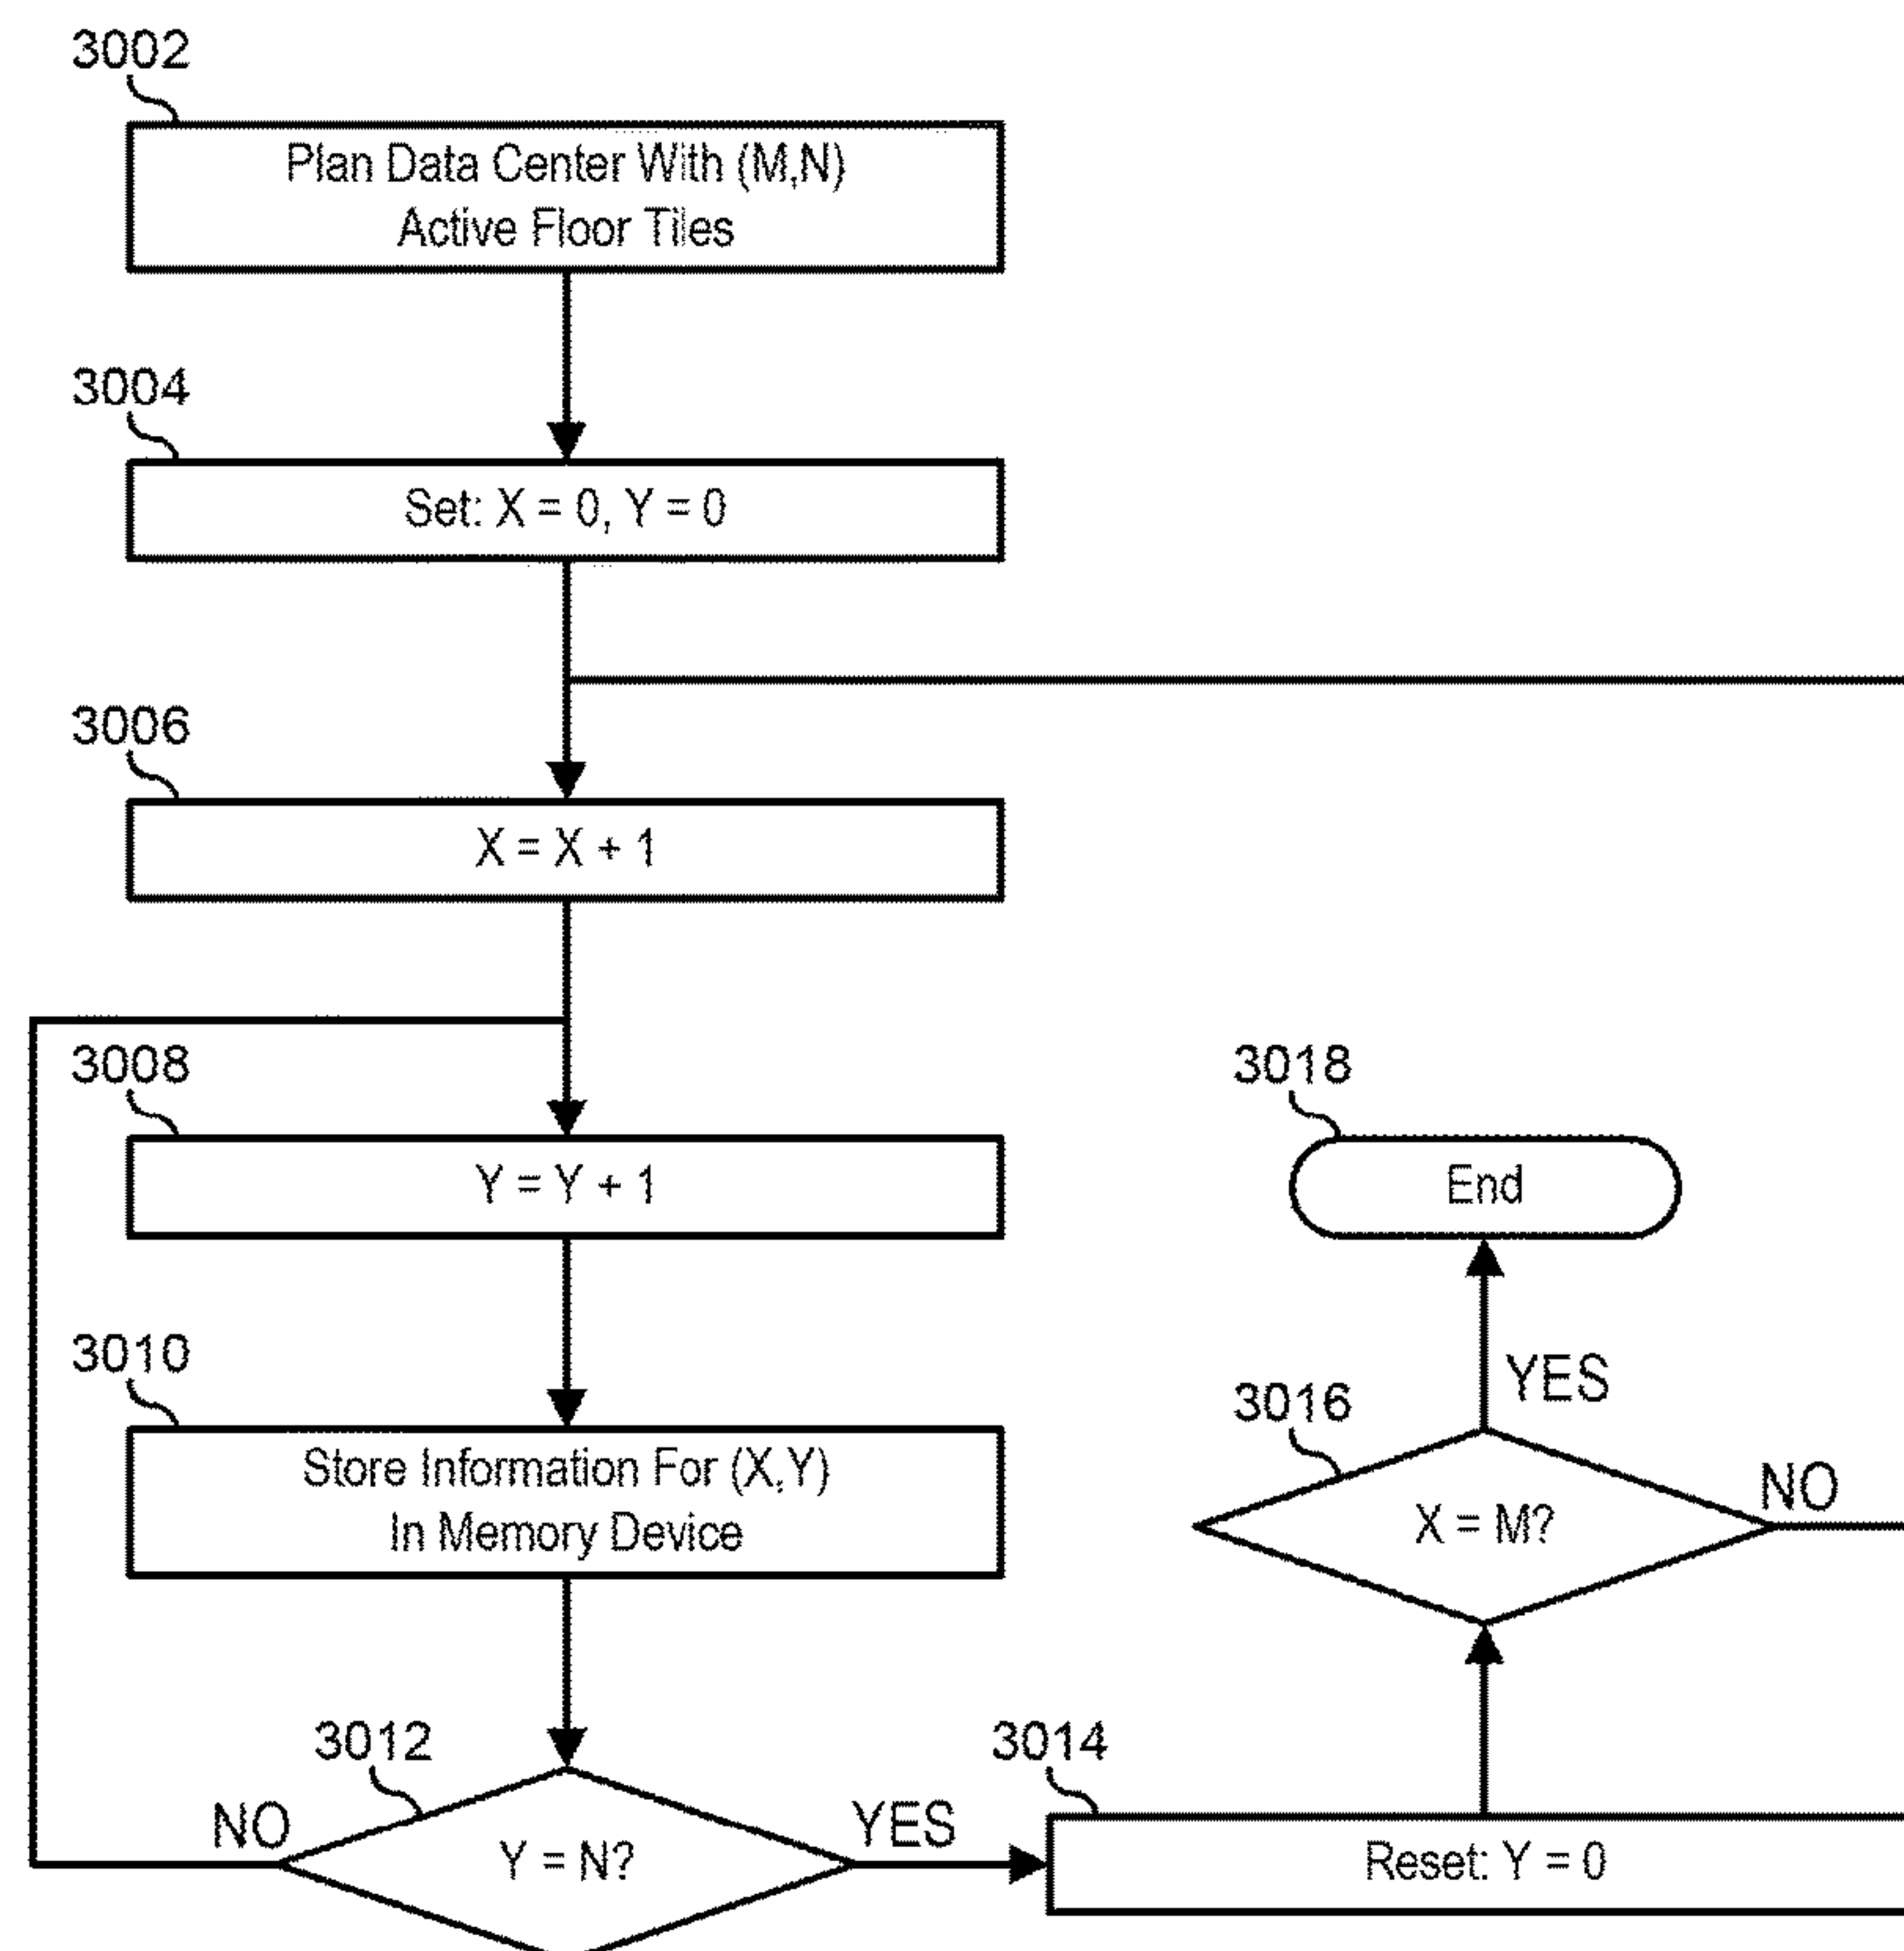 3002
Plan Data Center With (M,N)
Active Floor Tiles
3004
Set: X = 0, Y = 0
3006
X = X + 1
3008
Y = Y + 1
3010
Store Information For (X,Y)
In Memory Device
3012
NO
Y = N?
YES
3014
Reset: Y = 0
3016
X = M?
NO
YES
3018
End